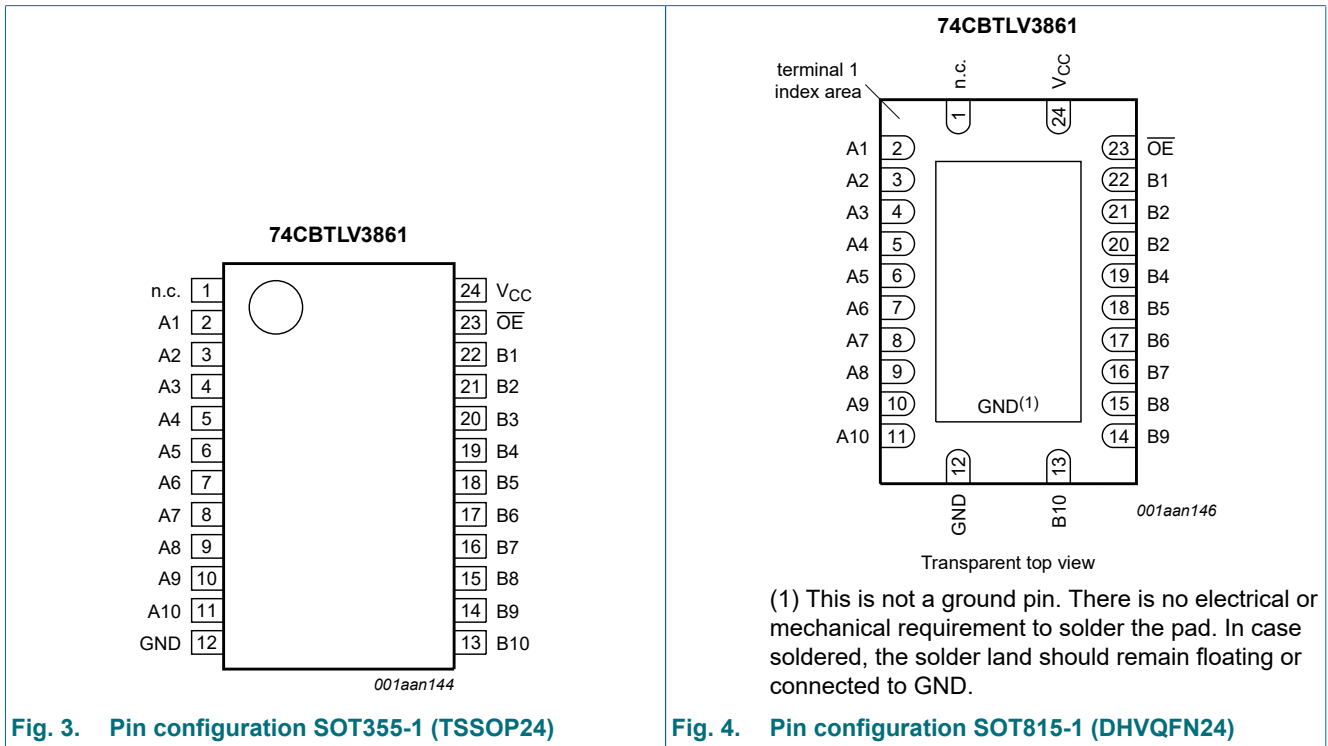 74CBTLV3861
n.c. 1 24 VCC
A1 2 23 OE
A2 3 22 B1
A3 4 21 B2
A4 5 20 B3
A5 6 19 B4
A6 7 18 B5
A7 8 17 B6
A8 9 16 B7
A9 10 15 B8
A10 11 14 B9
GND 12 13 B10
001aan144
Fig. 3. Pin configuration SOT355-1 (TSSOP24)
74CBTLV3861
terminal 1
index area
n.c. VCC
1 24
A1 2 23 OE
A2 3 22 B1
A3 4 21 B2
A4 5 20 B2
A5 6 19 B4
A6 7 18 B5
A7 8 17 B6
A8 9 16 B7
A9 10 GND(1) 15 B8
A10 11 14 B9
12 13
GND B10
001aan146
Transparent top view
(1) This is not a ground pin. There is no electrical or
mechanical requirement to solder the pad. In case
soldered, the solder land should remain floating or
connected to GND.
Fig. 4. Pin configuration SOT815-1 (DHVQFN24)